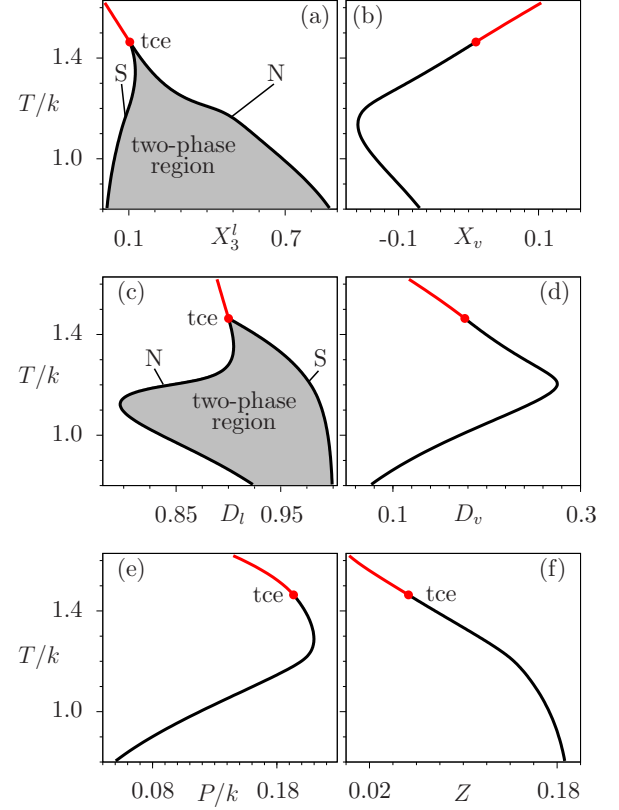 (a)
tce
1.4
S
N
T/k
two-phase
region
1.0
0.1
X₃ˡ
0.7
(b)
-0.1
X_v
0.1
(c)
tce
1.4
N
S
T/k
two-phase
region
1.0
0.85
D_l
0.95
(d)
0.1
D_v
0.3
(e)
tce
1.4
T/k
1.0
0.08
P/k
0.18
(f)
tce
0.02
Z
0.18